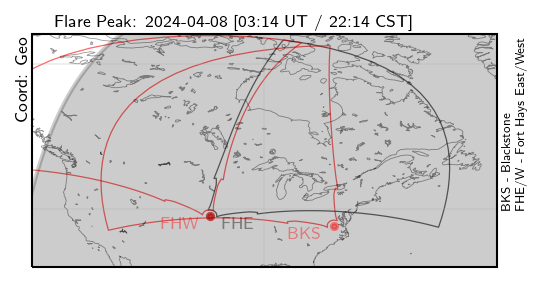 Flare Peak: 2024-04-08 [03:14 UT / 22:14 CST]
Coord: Geo
FHW
FHE
BKS
BKS - Blackstone
FHE/W - Fort Hays East/West